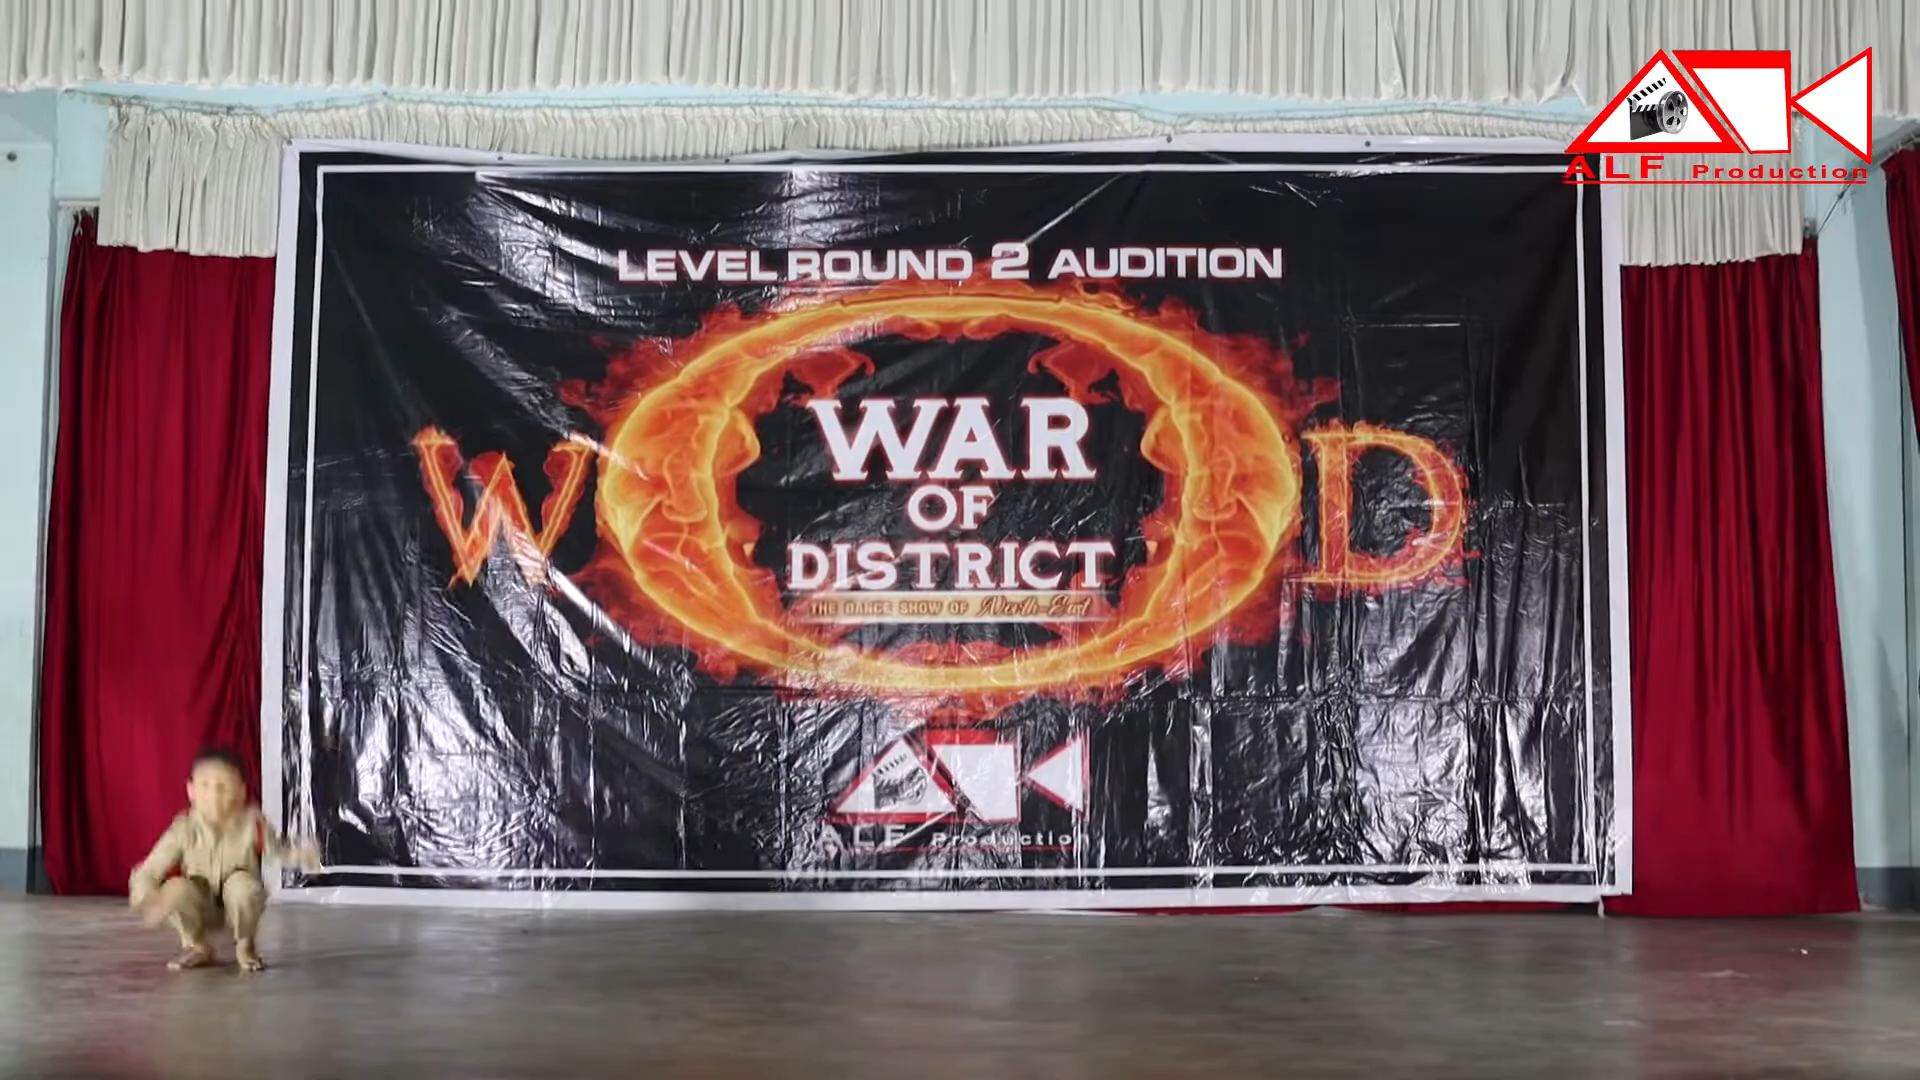 ALF Production
LEVEL ROUND 2 AUDITION
W D
WAR
OF
DISTRICT
THE DANCE SHOW OF North-East
ALF Production